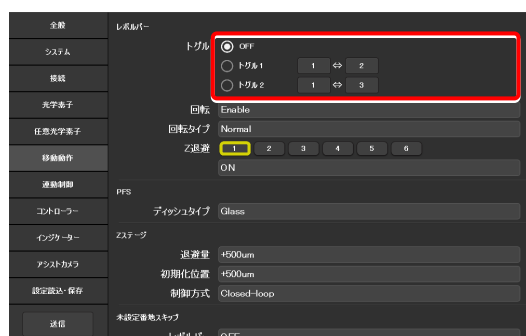 全般
システム
接続
光学素子
任意光学素子
移動動作
連動制御
コントローラー
インジケーター
アシストカメラ
設定読込・保存
送信
レボルバー
トグル
OFF
トグル1 1 ⇔ 2
トグル2 1 ⇔ 3
回転 Enable
回転タイプ Normal
Z退避 1 2 3 4 5 6
ON
PFS
ディッシュタイプ Glass
Zステージ
退避量 +500um
初期化位置 +500um
制御方式 Closed-loop
未設定番地スキップ
レボルバー OFF